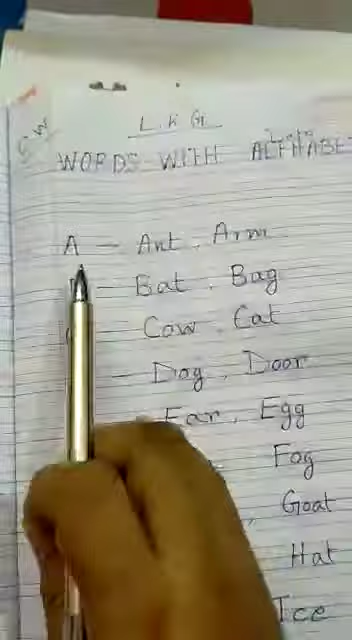 C.W
L K G
WORDS WITH ALPHABET
A - Ant, Arm
- Bat, Bag
- Cow, Cat
Dog, Door
Ear, Egg
Fog
Goat
Hat
Ice